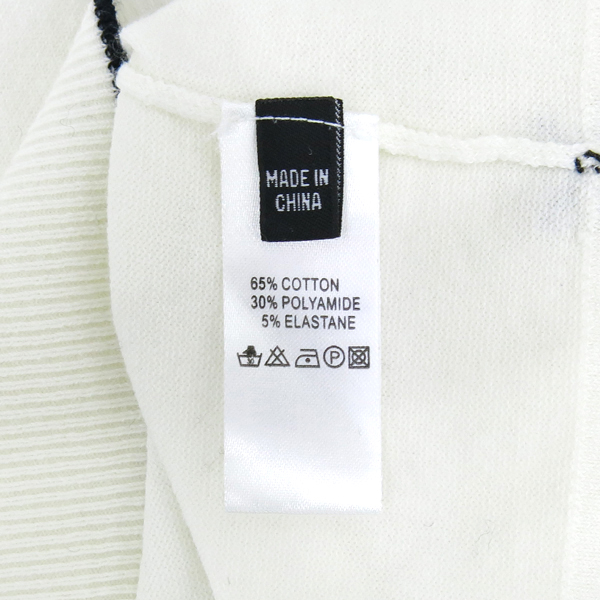 MADE IN
CHINA
65% COTTON
30% POLYAMIDE
5% ELASTANE
P